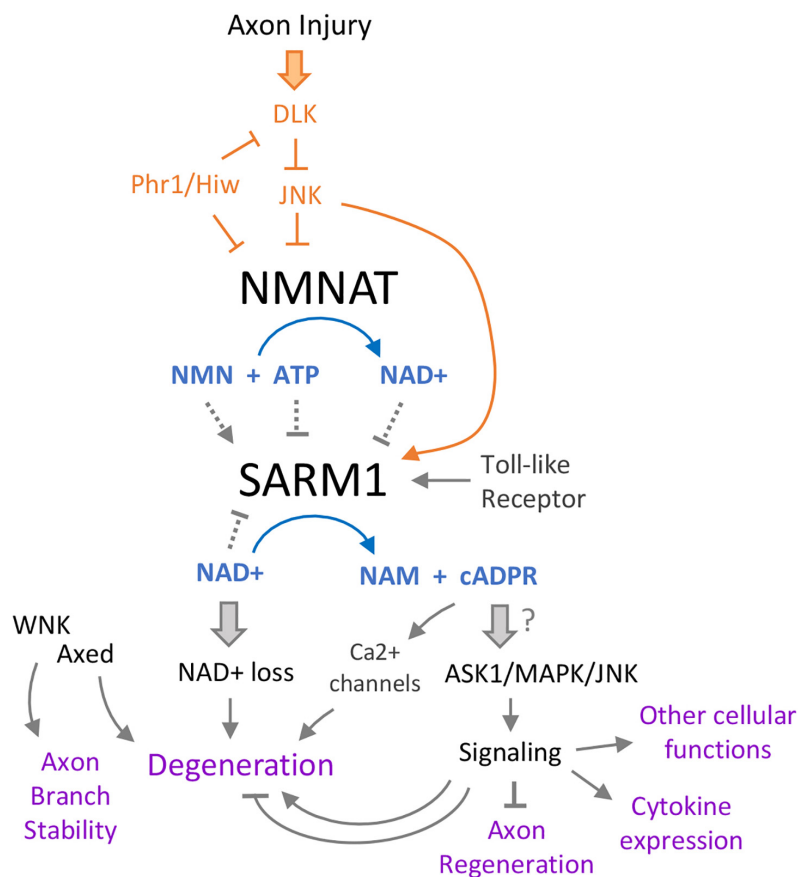 Axon Injury
DLK
Phr1/Hiw
JNK
NMNAT
NMN + ATP
NAD+
SARM1
Toll-like
Receptor
NAD+
NAM + cADPR
?
WNK
Axed
NAD+ loss
Ca2+
channels
ASK1/MAPK/JNK
Axon
Branch
Stability
Degeneration
Signaling
Other cellular
functions
Cytokine
expression
Axon
Regeneration